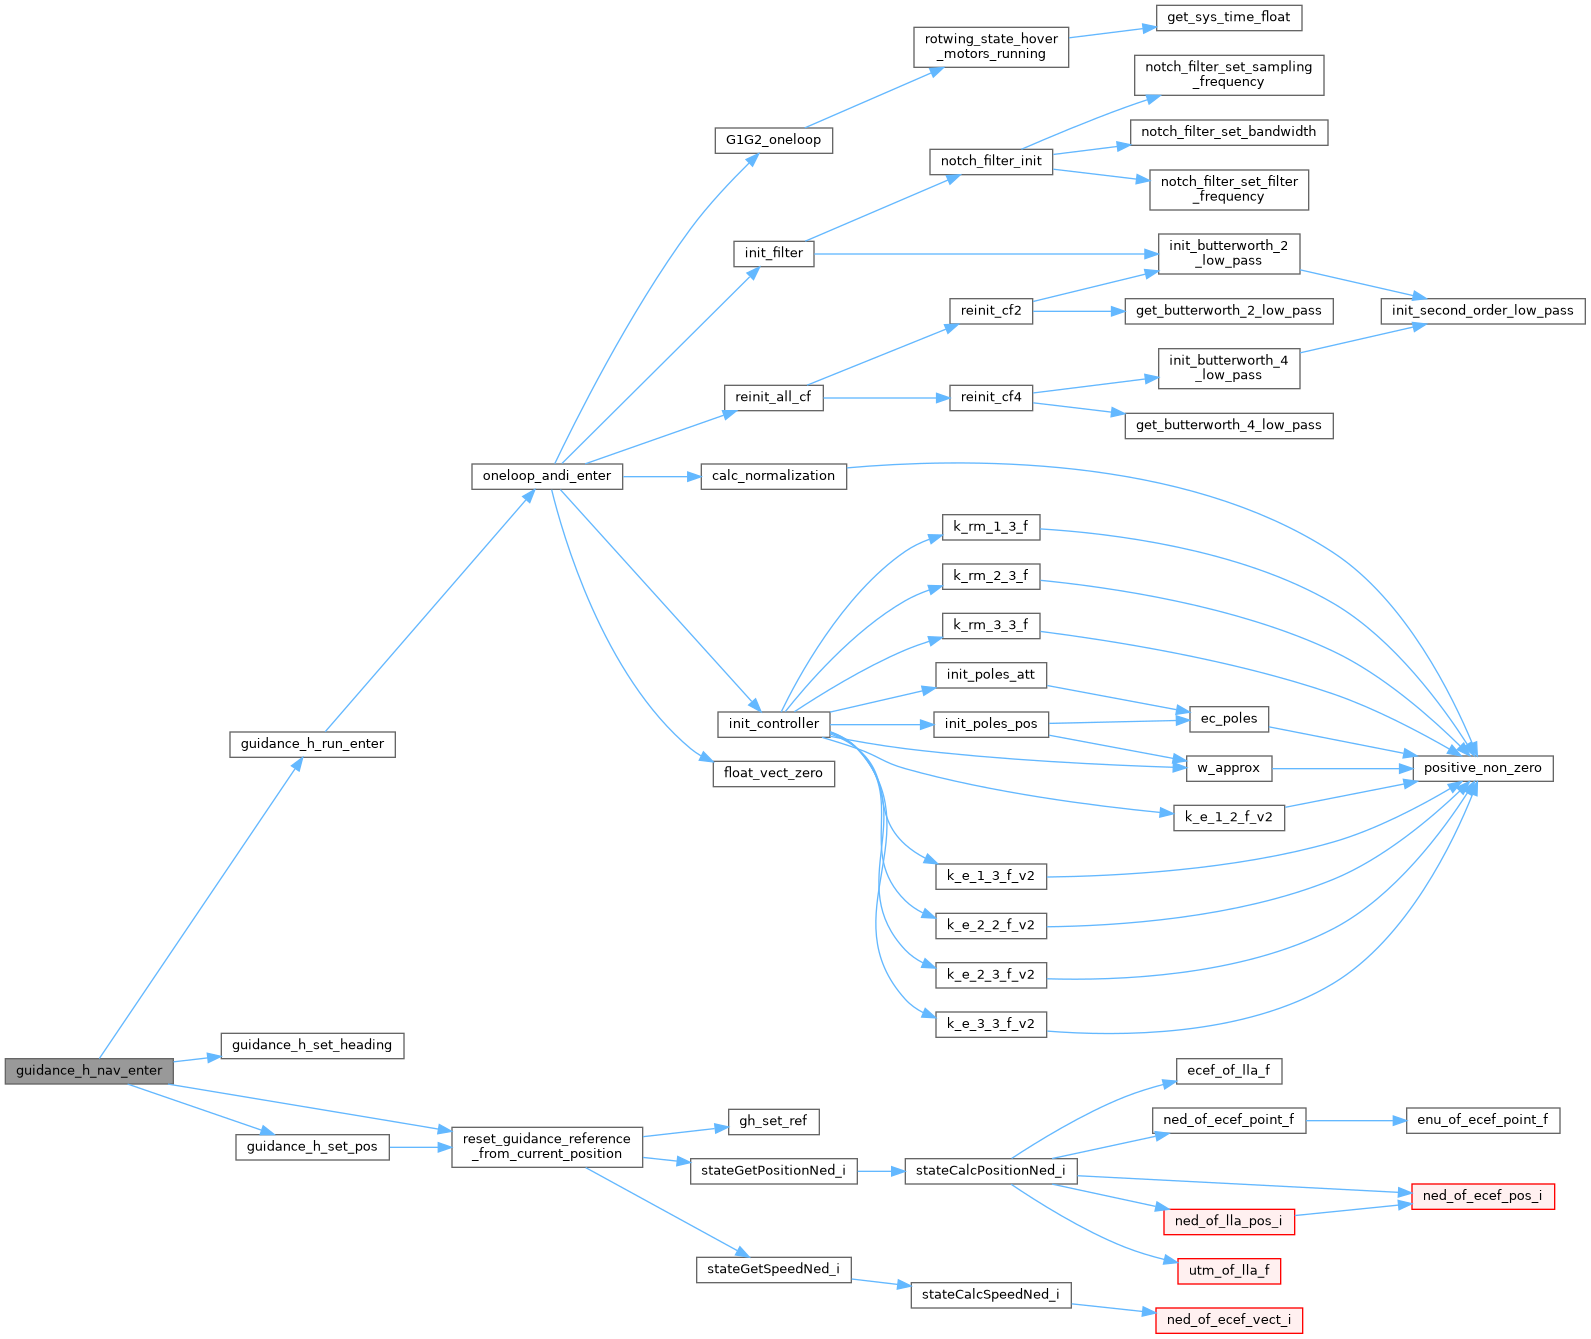 get_sys_time_float
rotwing_state_hover
_motors_running
notch_filter_set_sampling
_frequency
G1G2_oneloop
notch_filter_set_bandwidth
notch_filter_init
notch_filter_set_filter
_frequency
init_filter
init_butterworth_2
_low_pass
reinit_cf2
get_butterworth_2_low_pass
init_second_order_low_pass
init_butterworth_4
_low_pass
reinit_all_cf
reinit_cf4
get_butterworth_4_low_pass
oneloop_andi_enter
calc_normalization
k_rm_1_3_f
k_rm_2_3_f
k_rm_3_3_f
init_poles_att
init_controller
init_poles_pos
ec_poles
guidance_h_run_enter
float_vect_zero
w_approx
positive_non_zero
k_e_1_2_f_v2
k_e_1_3_f_v2
k_e_2_2_f_v2
k_e_2_3_f_v2
k_e_3_3_f_v2
guidance_h_set_heading
guidance_h_nav_enter
ecef_of_lla_f
gh_set_ref
ned_of_ecef_point_f
enu_of_ecef_point_f
guidance_h_set_pos
reset_guidance_reference
_from_current_position
stateGetPositionNed_i
stateCalcPositionNed_i
ned_of_ecef_pos_i
ned_of_lla_pos_i
stateGetSpeedNed_i
utm_of_lla_f
stateCalcSpeedNed_i
ned_of_ecef_vect_i